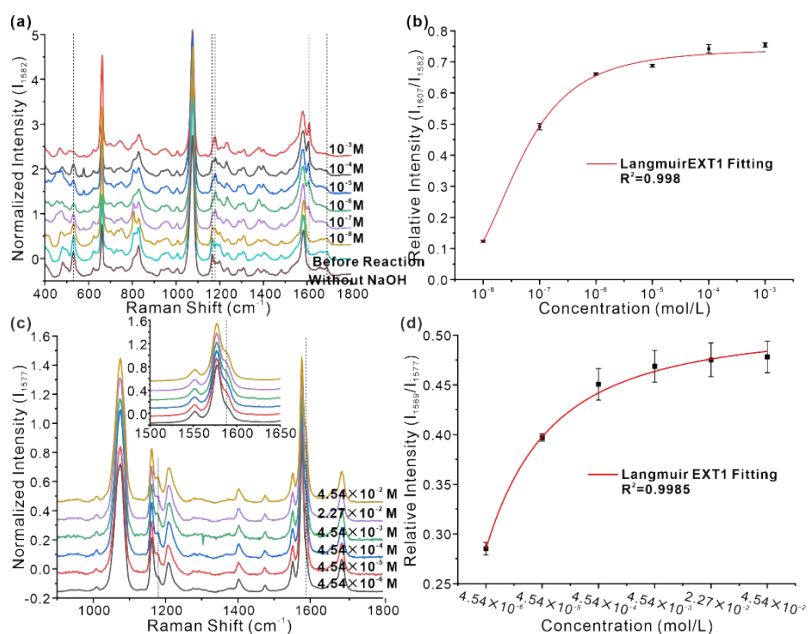 (a)
Normalized Intensity (I1582)
5
4
3
2
1
0
10-3M
10-4M
10-5M
10-6M
10-7M
10-8M
Before Reaction
Without NaOH
400 600 800 1000 1200 1400 1600 1800
Raman Shift (cm-1)
(b)
Relative Intensity (I1607/I1582)
0.8
0.7
0.6
0.5
0.4
0.3
0.2
0.1
0.0
LangmuirEXT1 Fitting
R2=0.998
10-8 10-7 10-6 10-5 10-4 10-3
Concentration (mol/L)
(c)
Normalized Intensity (I1577)
1.6
1.4
1.2
1.0
0.8
0.6
0.4
0.2
0.0
-0.2
1.4
1.2
1.0
0.8
0.6
0.4
0.2
0.0
1500 1550 1600 1650
4.54×10-2 M
2.27×10-2 M
4.54×10-3 M
4.54×10-4 M
4.54×10-5 M
4.54×10-6 M
1000 1200 1400 1600 1800
Raman Shift (cm-1)
(d)
Relative Intensity (I1589/I1577)
0.50
0.45
0.40
0.35
0.30
0.25
Langmuir EXT1 Fitting
R2=0.9985
4.54×10-6 4.54×10-5 4.54×10-4 4.54×10-3 2.27×10-2 4.54×10-2
Concentration (mol/L)